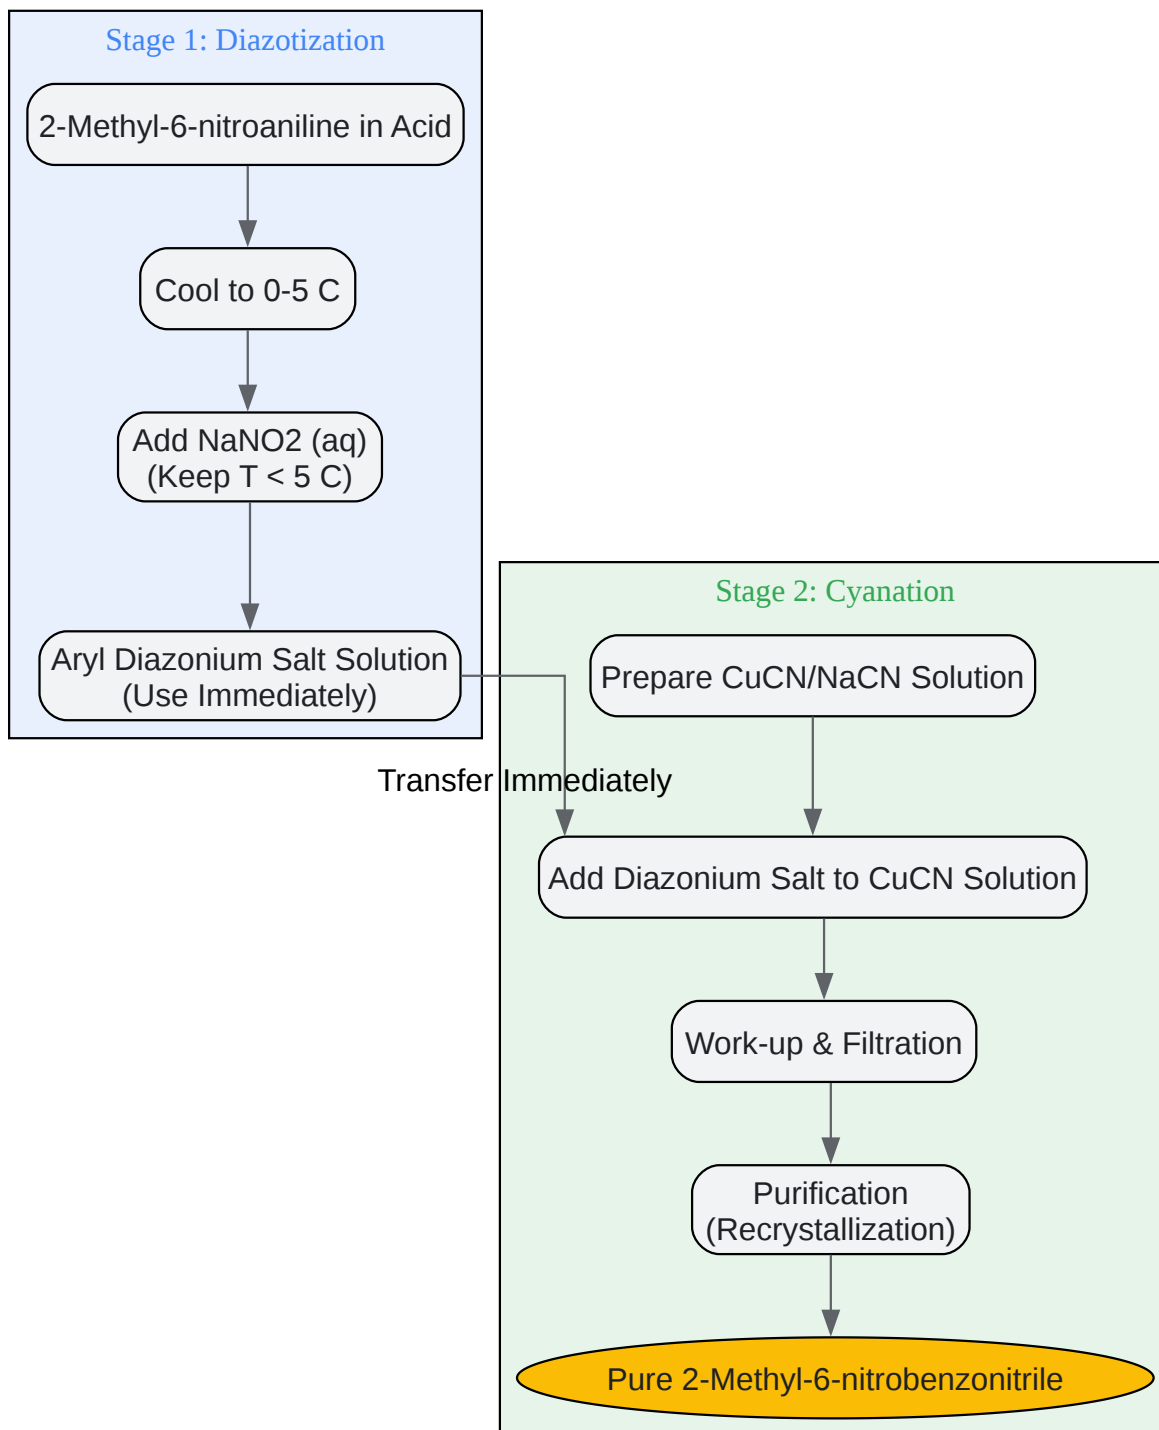 Stage 1: Diazotization
2-Methyl-6-nitroaniline in Acid
Cool to 0-5 C
Add NaNO2 (aq)
(Keep T < 5 C)
Aryl Diazonium Salt Solution
(Use Immediately)
Transfer Immediately
Stage 2: Cyanation
Prepare CuCN/NaCN Solution
Add Diazonium Salt to CuCN Solution
Work-up & Filtration
Purification
(Recrystallization)
Pure 2-Methyl-6-nitrobenzonitrile